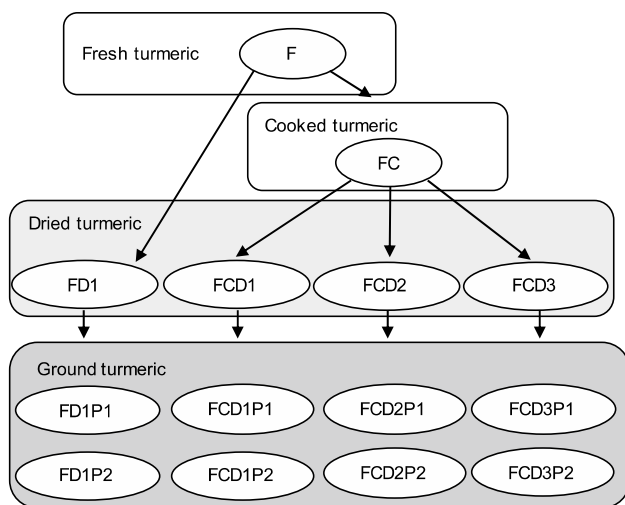 Fresh turmeric
F
Cooked turmeric
FC
Dried turmeric
FD1
FCD1
FCD2
FCD3
Ground turmeric
FD1P1
FCD1P1
FCD2P1
FCD3P1
FD1P2
FCD1P2
FCD2P2
FCD3P2